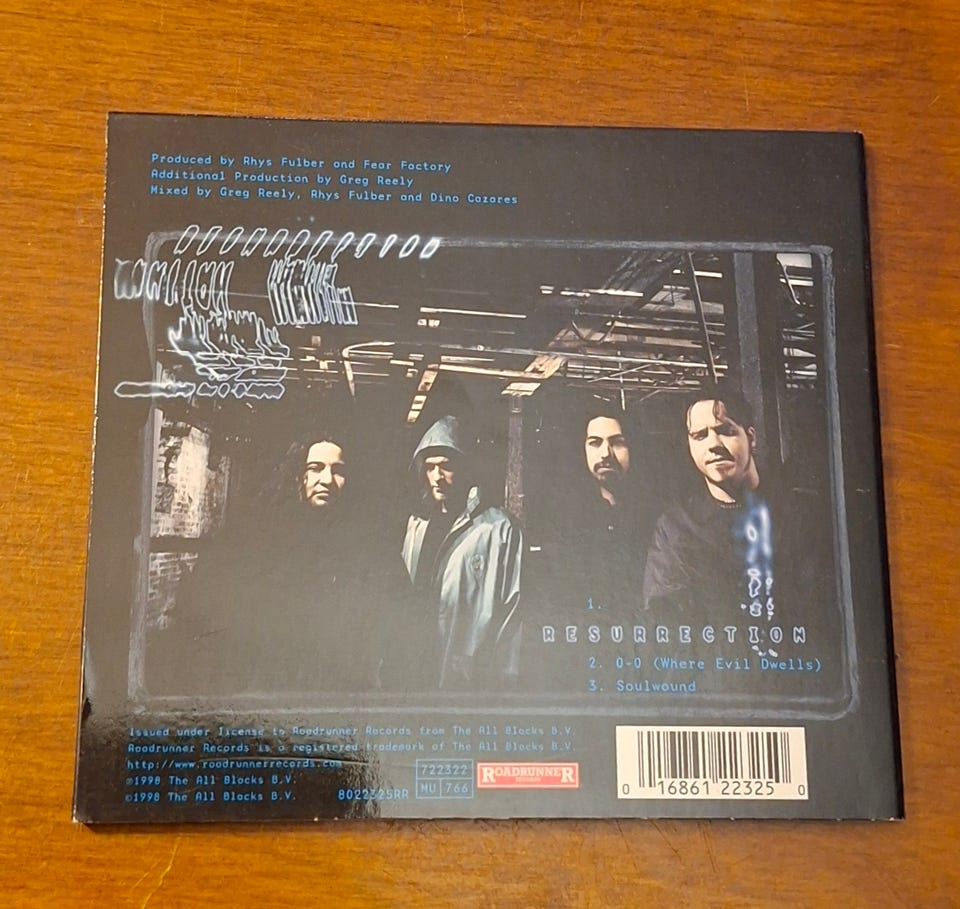 Produced by Rhys Fulber and Fear Factory
Additional Production by Greg Reely
Mixed by Greg Reely, Rhys Fulber and Dino Cazares
1.
RESURRECTION
2. 0-0 (Where Evil Dwells)
3. Soulwound
Issued under license to Roadrunner Records from The All Blocks B.V.
Roadrunner Records is a registered trademark of The All Blocks B.V.
http://www.roadrunnerrecords.com
℗1998 The All Blocks B.V.
©1998 The All Blocks B.V.
8022325RR
722322
MU 766
ROADRUNNER
RECORDS
0 16861 22325 0